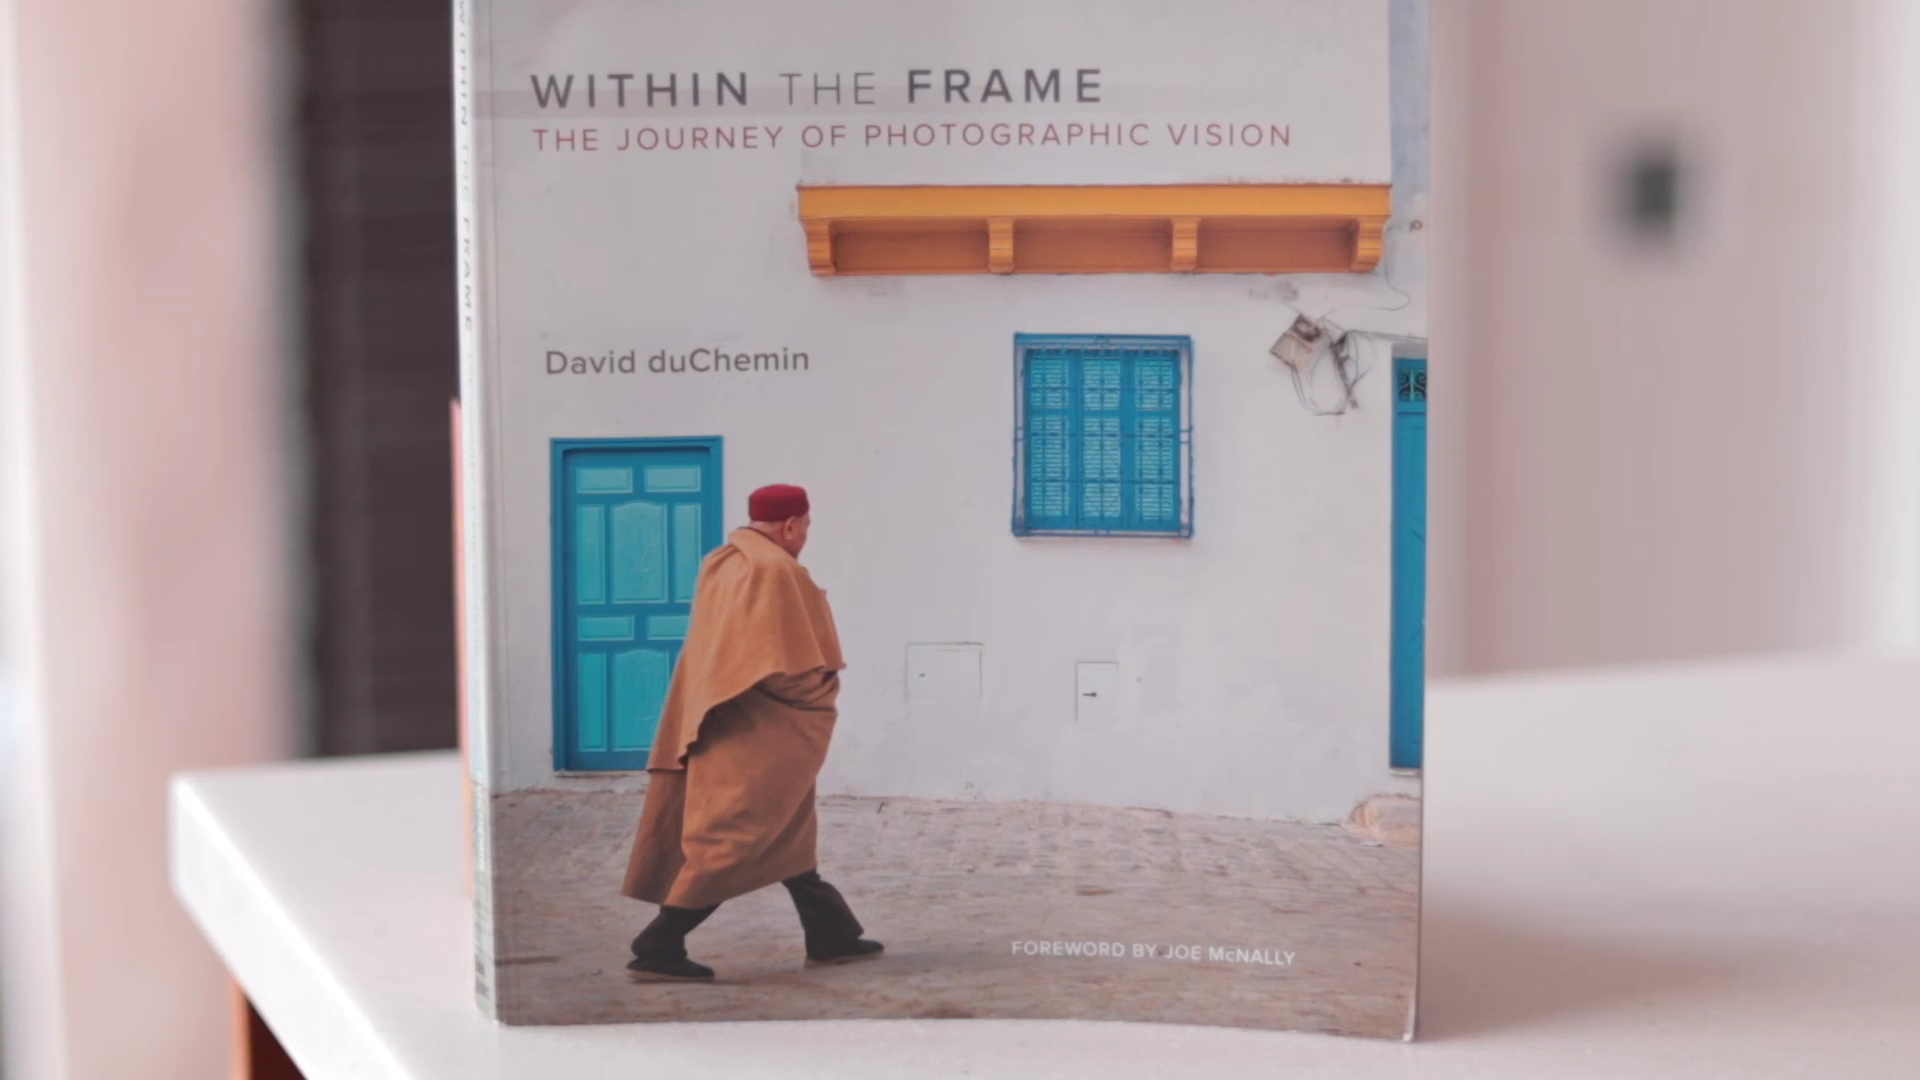 WITHIN THE FRAME
THE JOURNEY OF PHOTOGRAPHIC VISION
David duChemin
FOREWORD BY JOE McNALLY
WITHIN THE FRAME